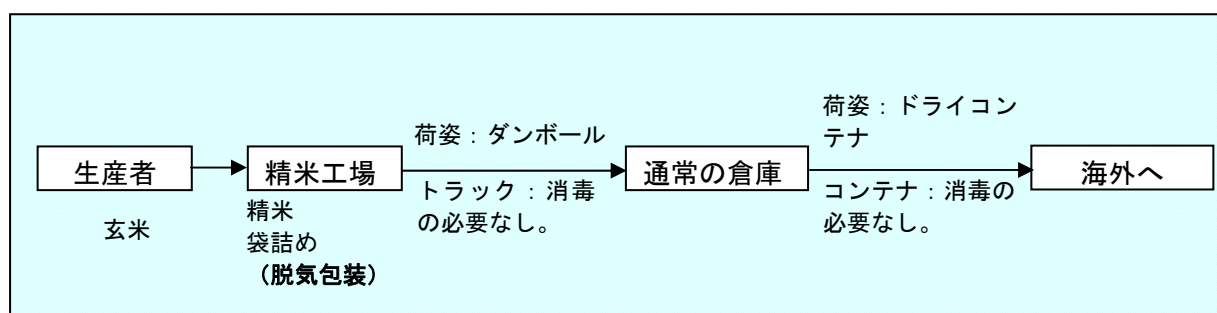 生産者
玄米
精米工場
精米
袋詰め
（脱気包装）
荷姿：ダンボール
トラック：消毒
の必要なし。
通常の倉庫
荷姿：ドライコン
テナ
コンテナ：消毒の
必要なし。
海外へ